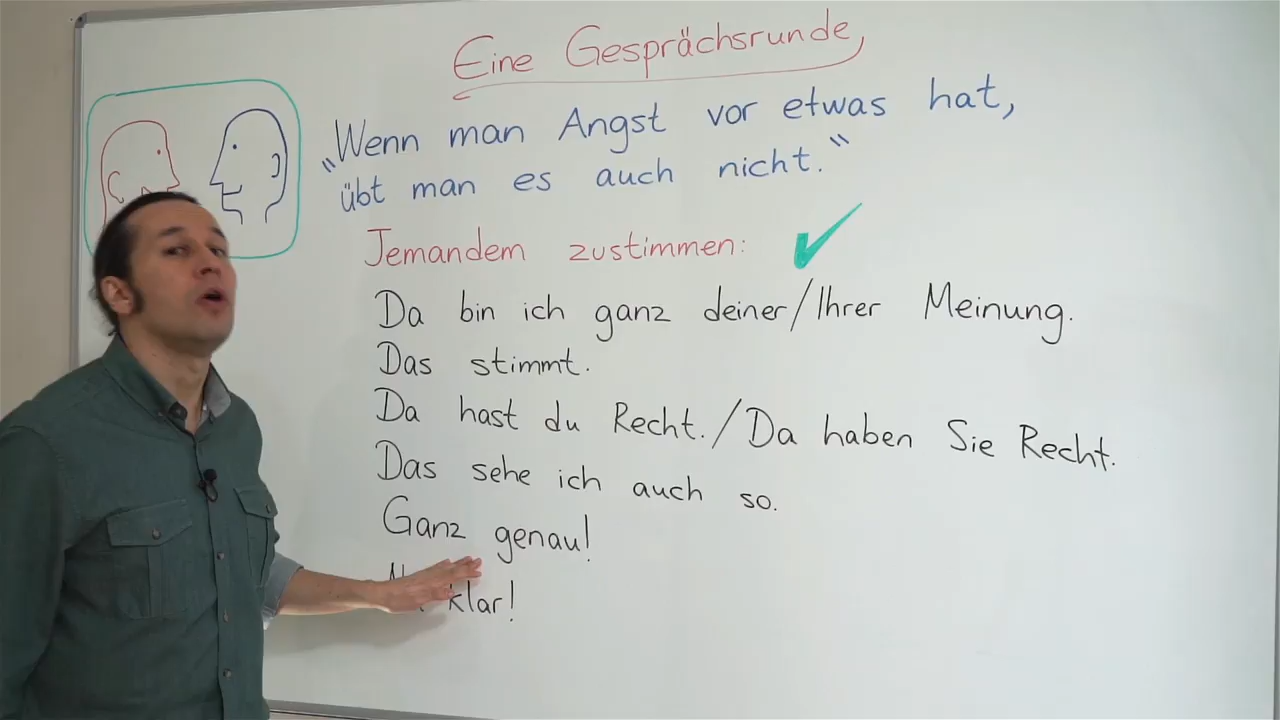 Eine Gesprächsrunde
„Wenn man Angst vor etwas hat,
übt man es auch nicht.“
Jemandem zustimmen: ✓
Da bin ich ganz deiner/Ihrer Meinung.
Das stimmt.
Da hast du Recht./Da haben Sie Recht.
Das sehe ich auch so.
Ganz genau!
klar!